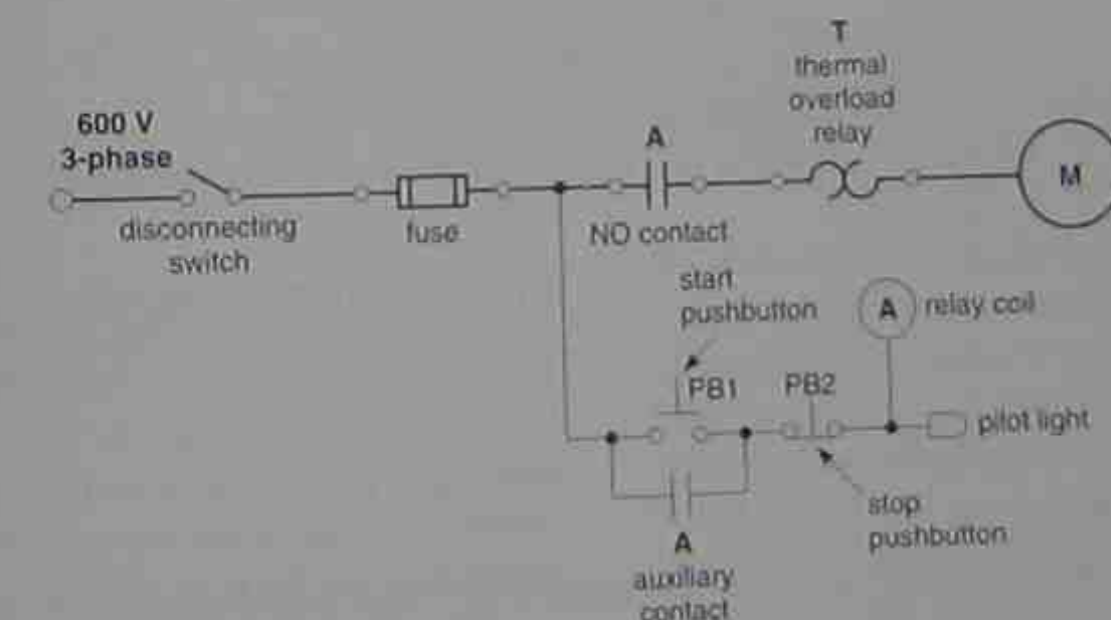 T
thermal
overload
relay
600 V
3-phase
A
M
disconnecting
switch
fuse
NO contact
start
pushbutton
A
relay coil
PB1
PB2
pilot light
stop
pushbutton
A
auxiliary
contact